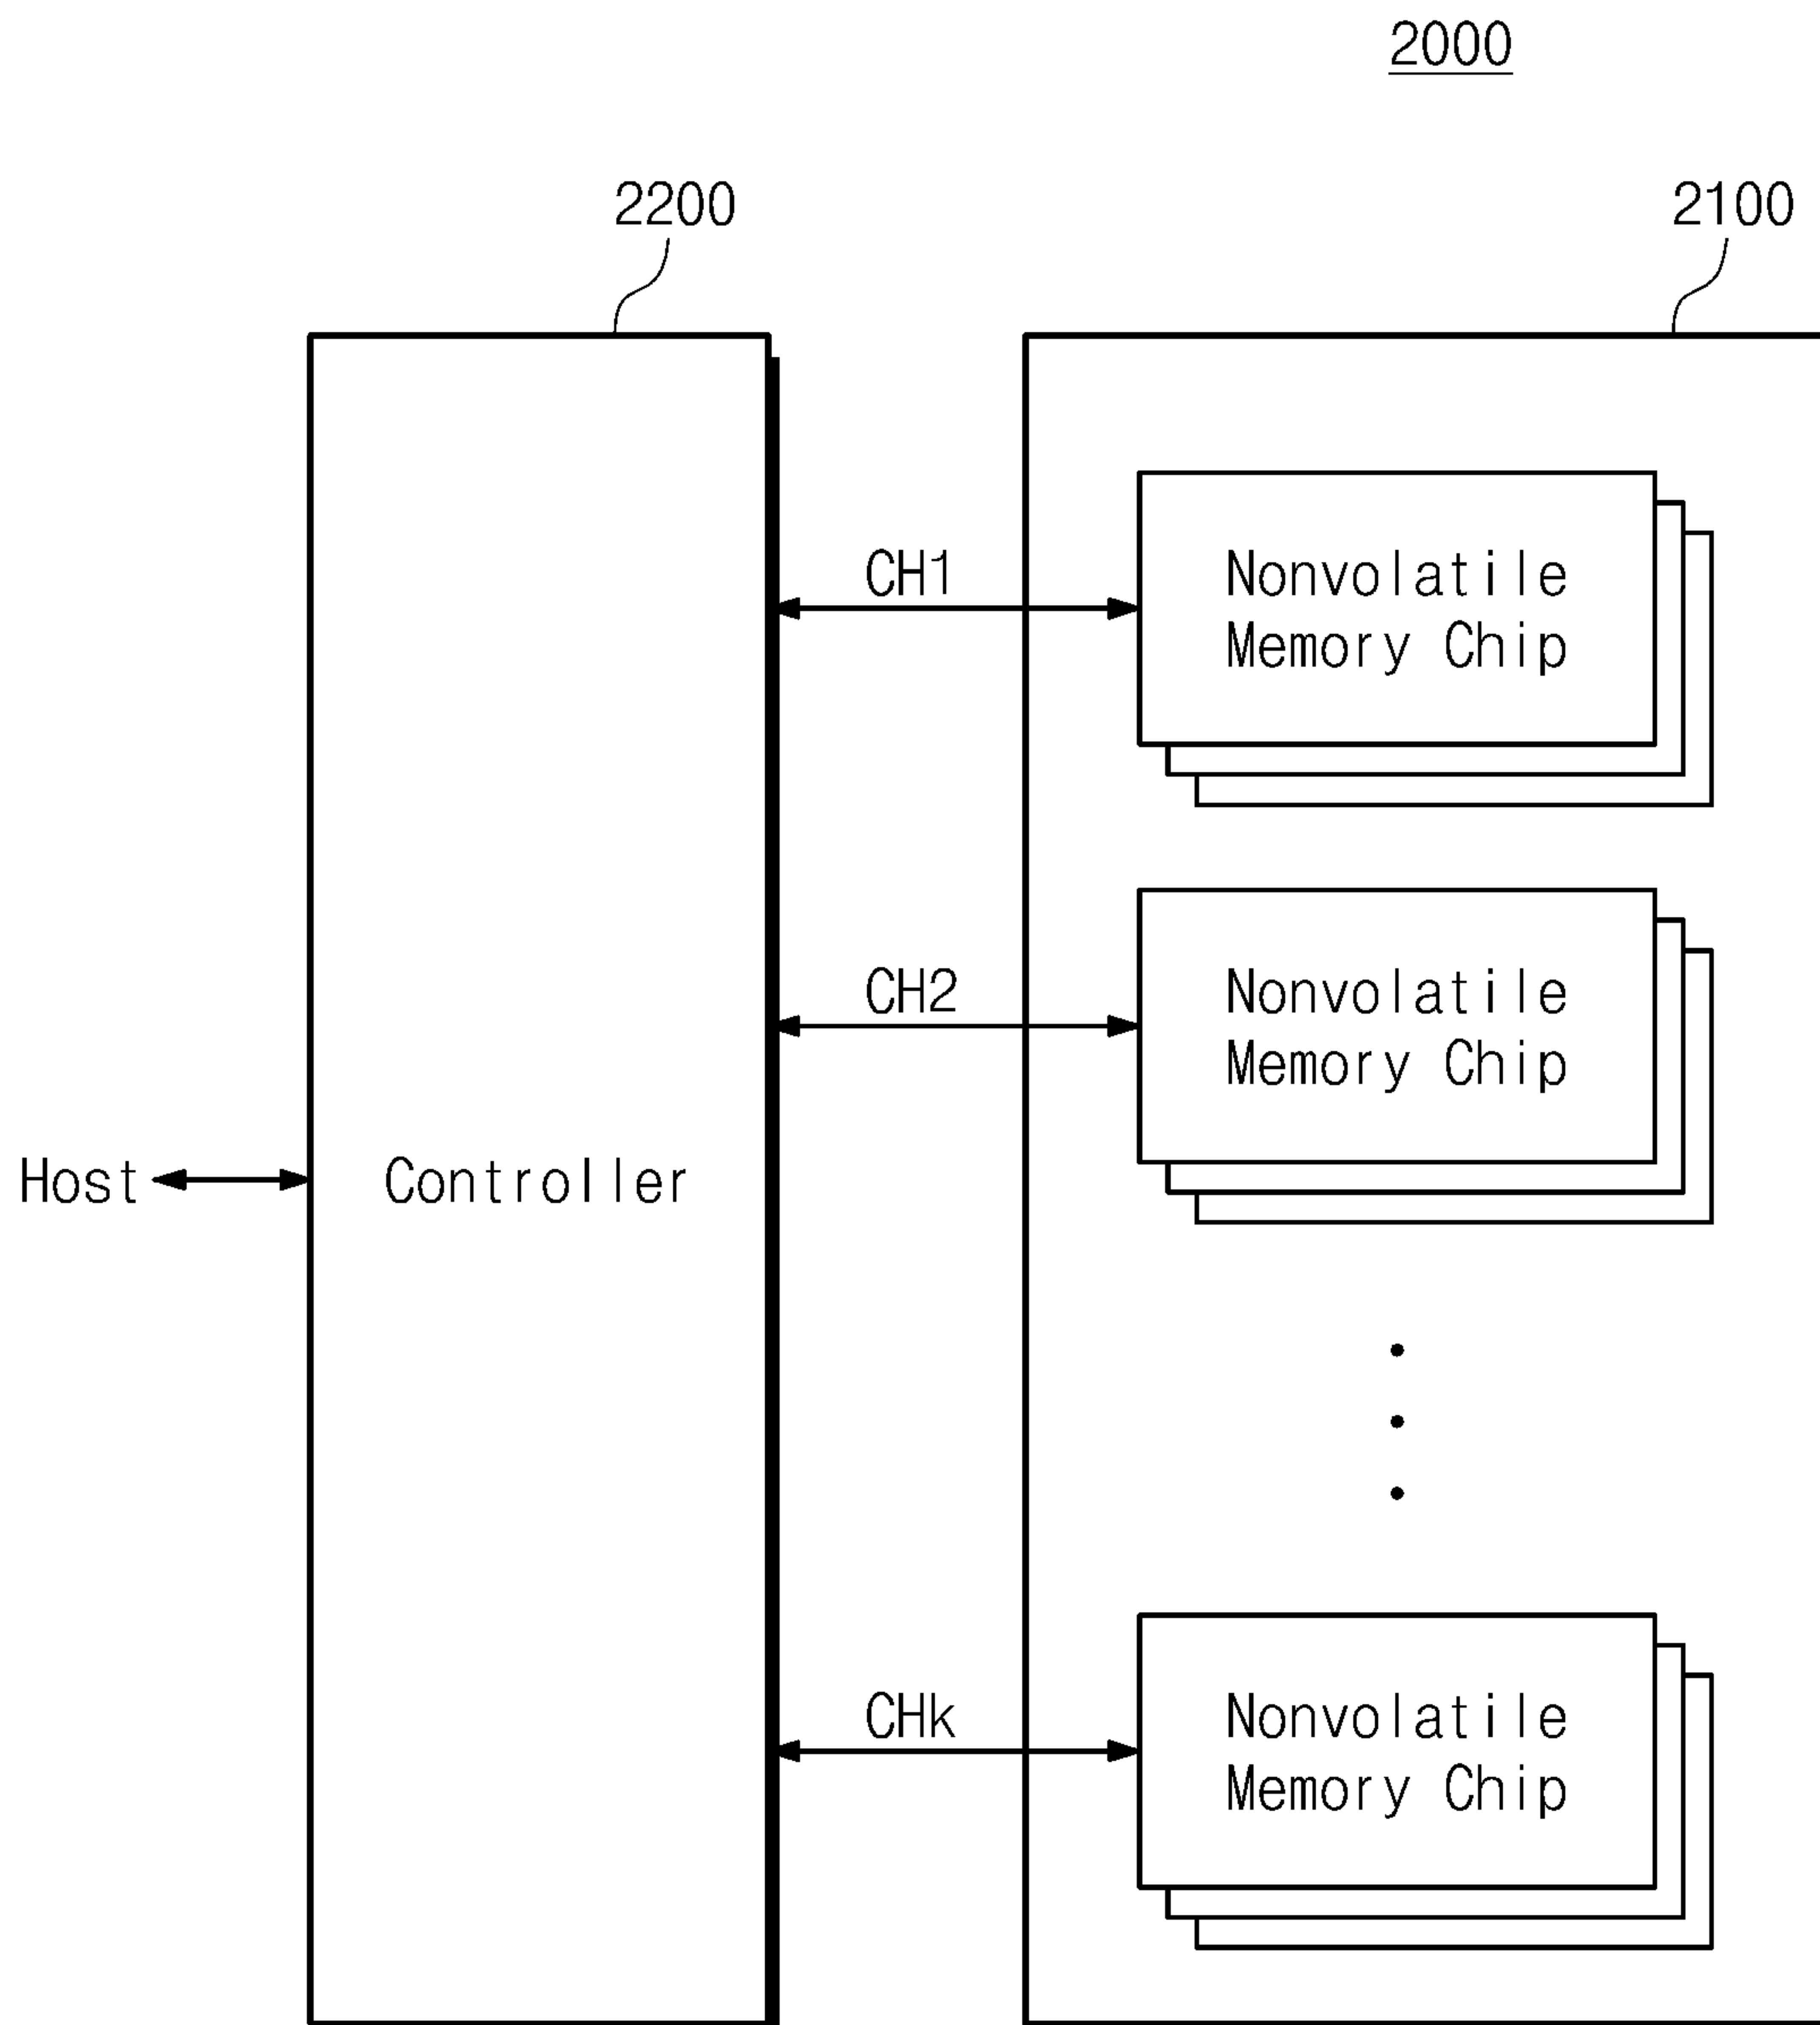 2000
2200
2100
CH1
Nonvolatile
Memory Chip
CH2
Nonvolatile
Memory Chip
Host
Controller
CHk
Nonvolatile
Memory Chip